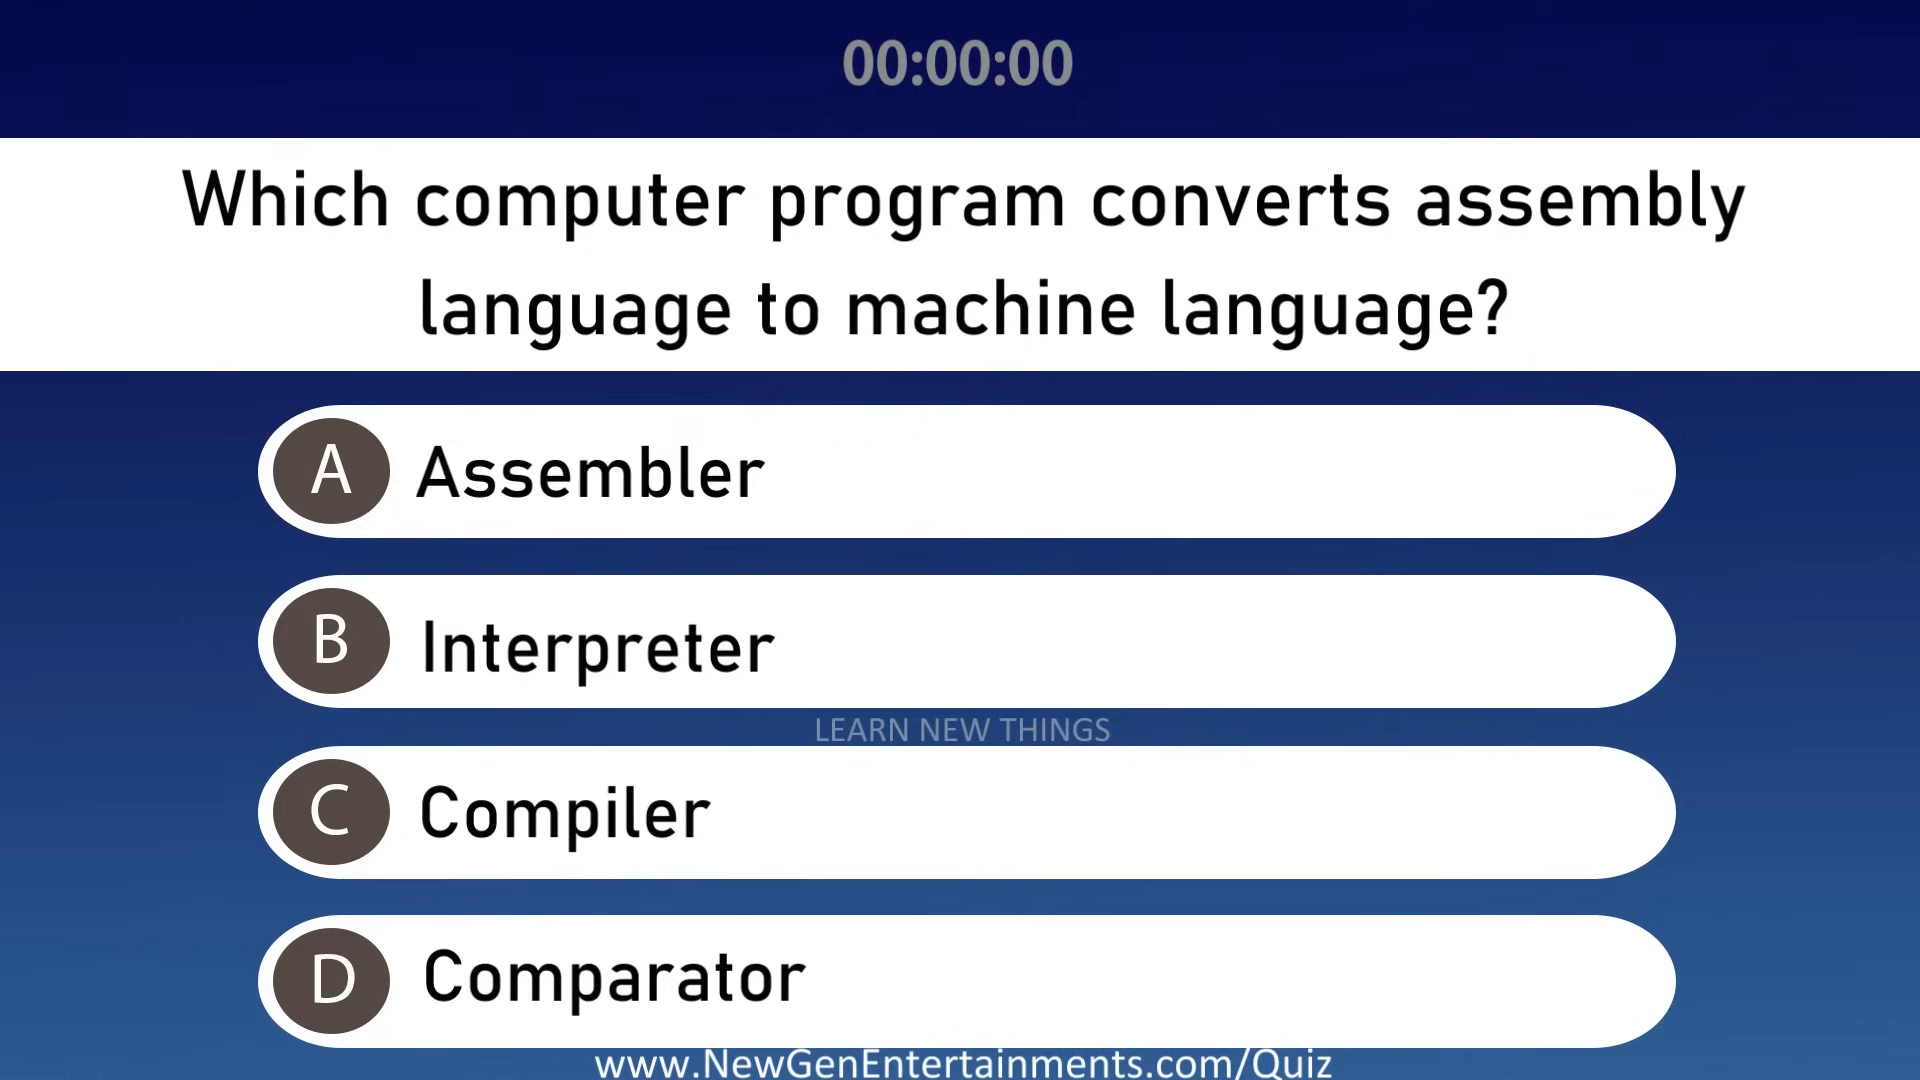 00:00:00
Which computer program converts assembly
language to machine language?
A Assembler
B Interpreter
LEARN NEW THINGS
C Compiler
D Comparator
www.NewGenEntertainments.com/Quiz